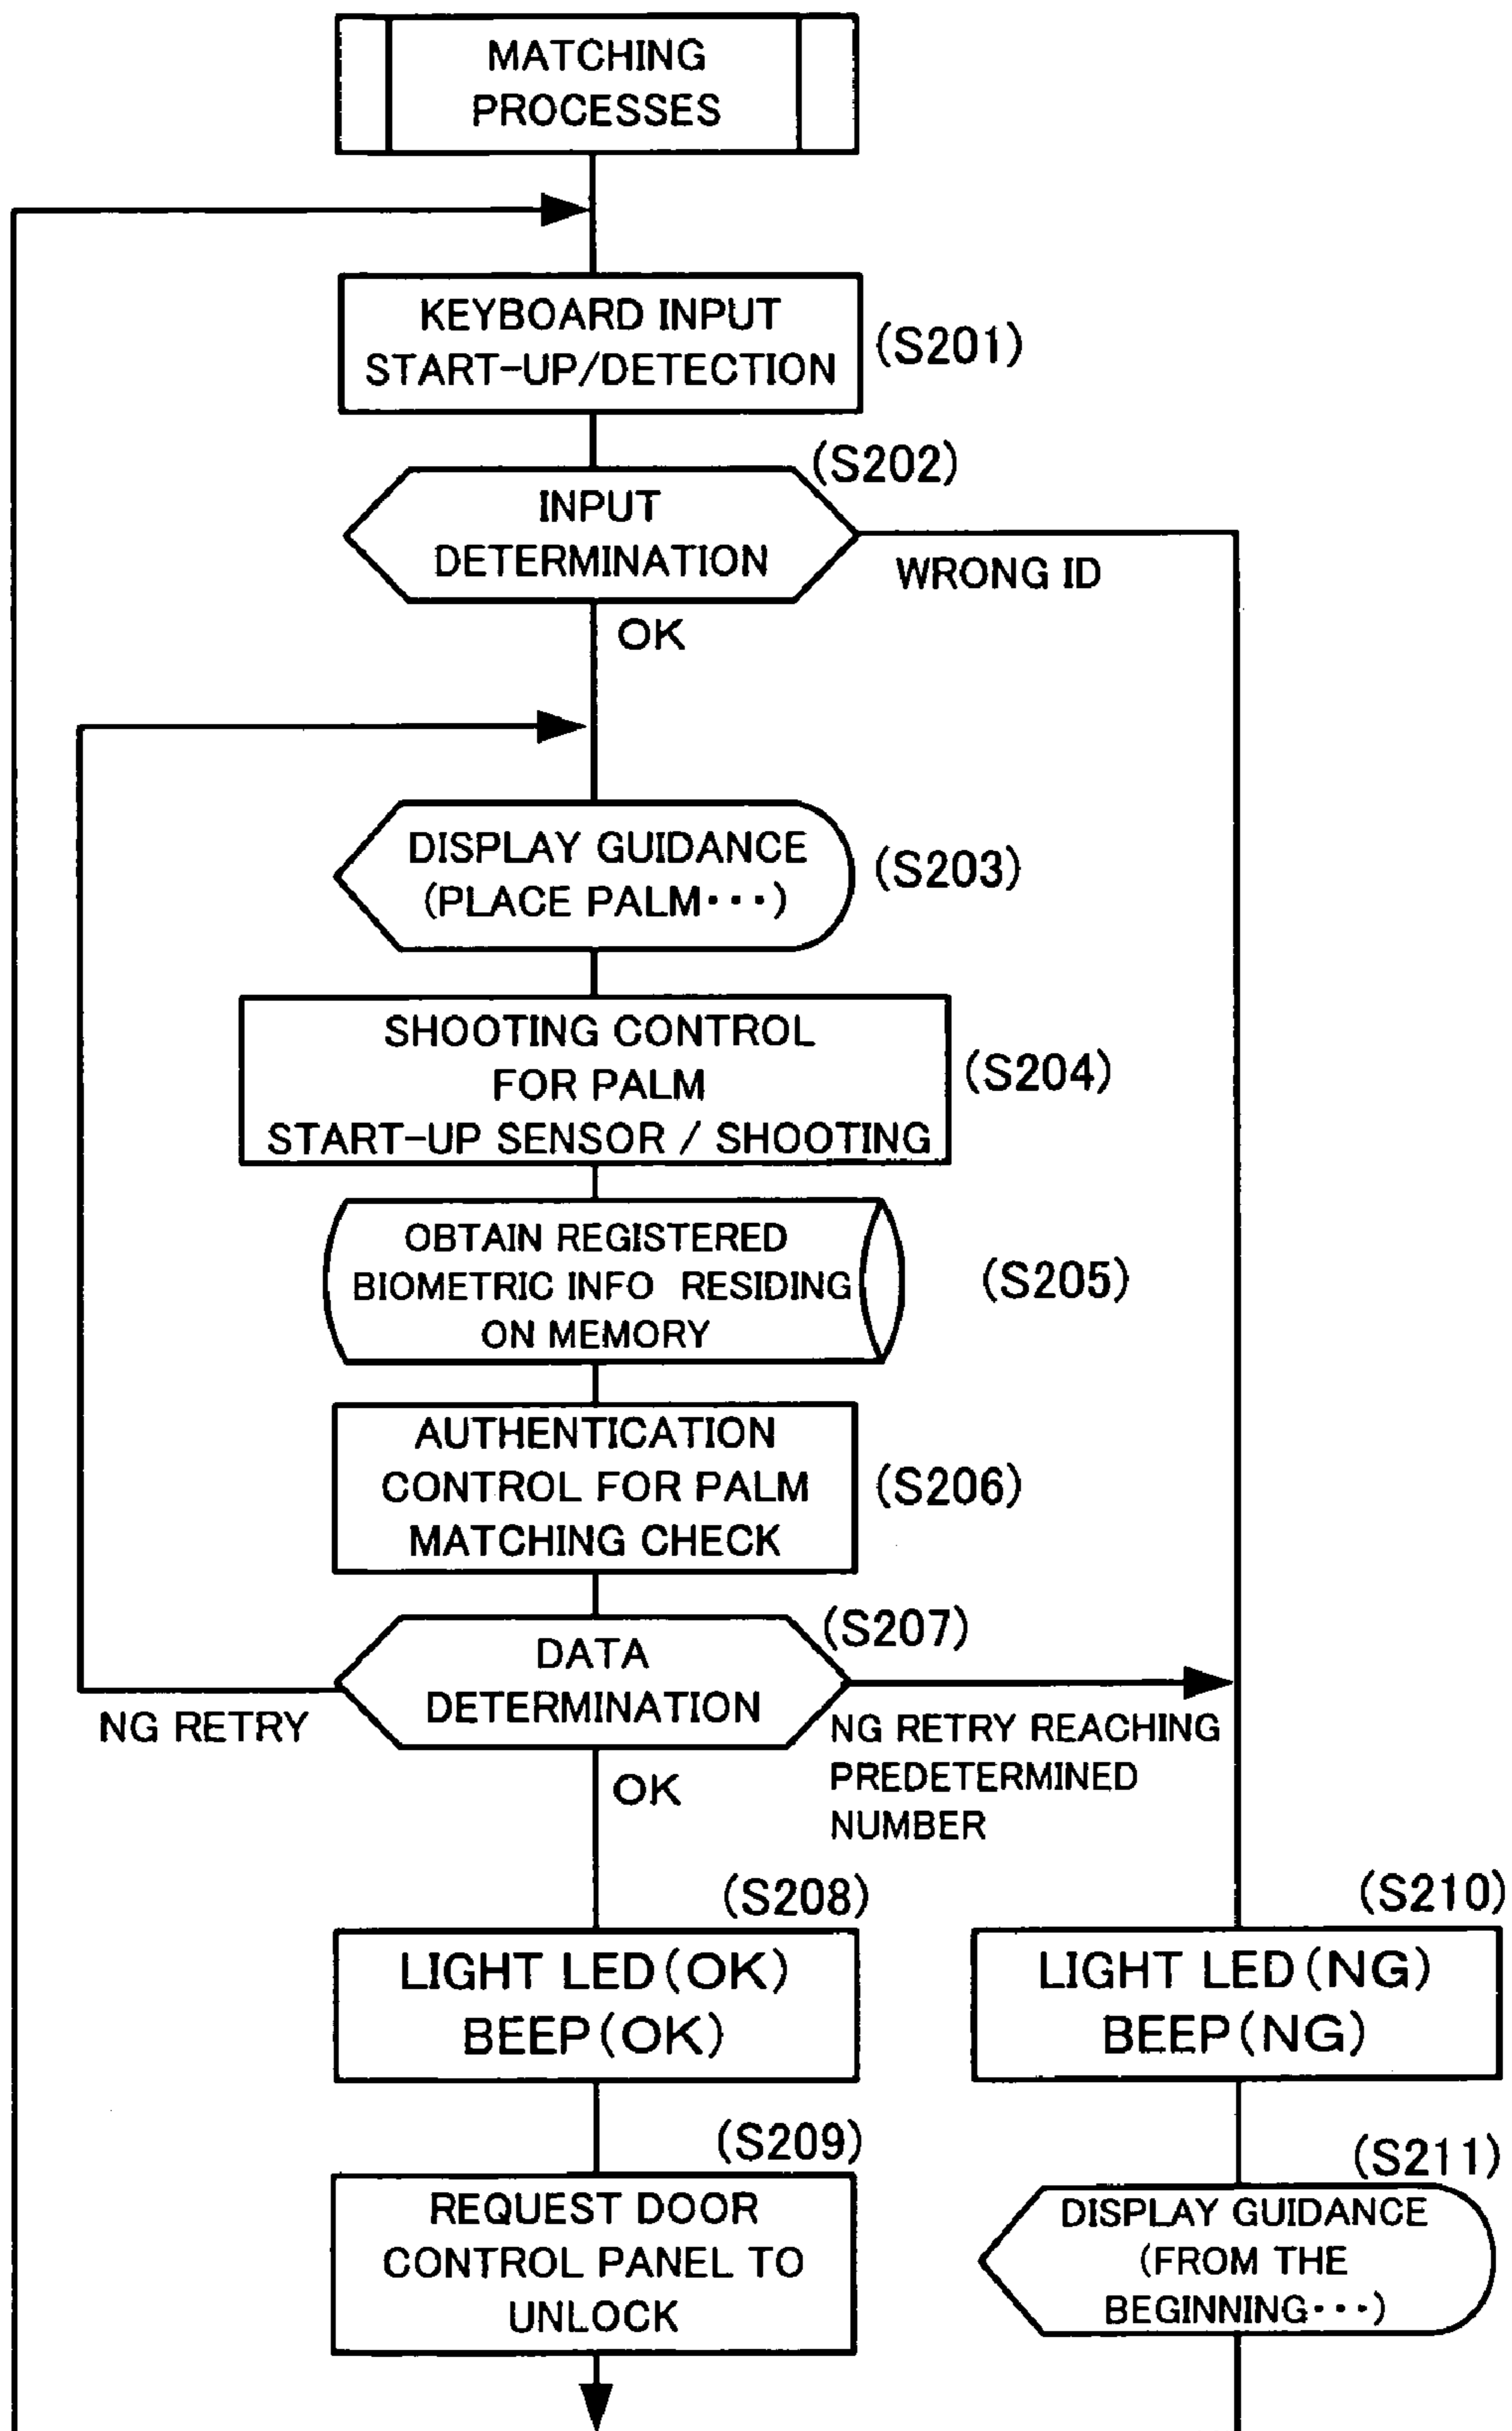 MATCHING
PROCESSES
KEYBOARD INPUT
START-UP/DETECTION
(S201)
(S202)
INPUT
DETERMINATION
WRONG ID
OK
DISPLAY GUIDANCE
(PLACE PALM···)
(S203)
SHOOTING CONTROL
FOR PALM
START-UP SENSOR / SHOOTING
(S204)
OBTAIN REGISTERED
BIOMETRIC INFO RESIDING
ON MEMORY
(S205)
AUTHENTICATION
CONTROL FOR PALM
MATCHING CHECK
(S206)
(S207)
DATA
DETERMINATION
NG RETRY
OK
NG RETRY REACHING
PREDETERMINED
NUMBER
(S208)
LIGHT LED(OK)
BEEP(OK)
(S210)
LIGHT LED(NG)
BEEP(NG)
(S209)
REQUEST DOOR
CONTROL PANEL TO
UNLOCK
(S211)
DISPLAY GUIDANCE
(FROM THE
BEGINNING···)